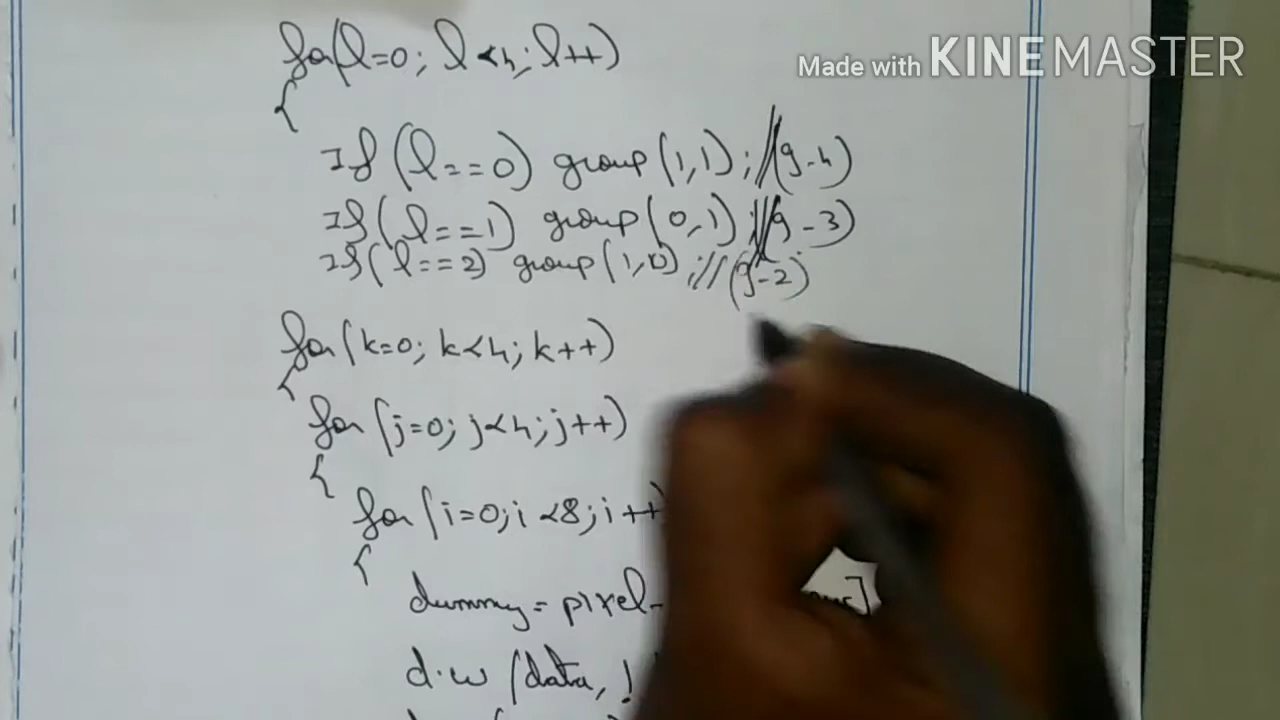 Made with KINEMASTER
for(l=0; l<4; l++)
{
If (l==0) group(1,1); //(g-4)
If (l==1) group(0,1) ; //(g-3)
If (l==2) group(1,0) ; //(g-2)
for (k=0; k<4; k++)
{
for (j=0; j<4; j++)
{
for (i=0; i<8; i++)
{
dummy = pixel-
d.w (data, !